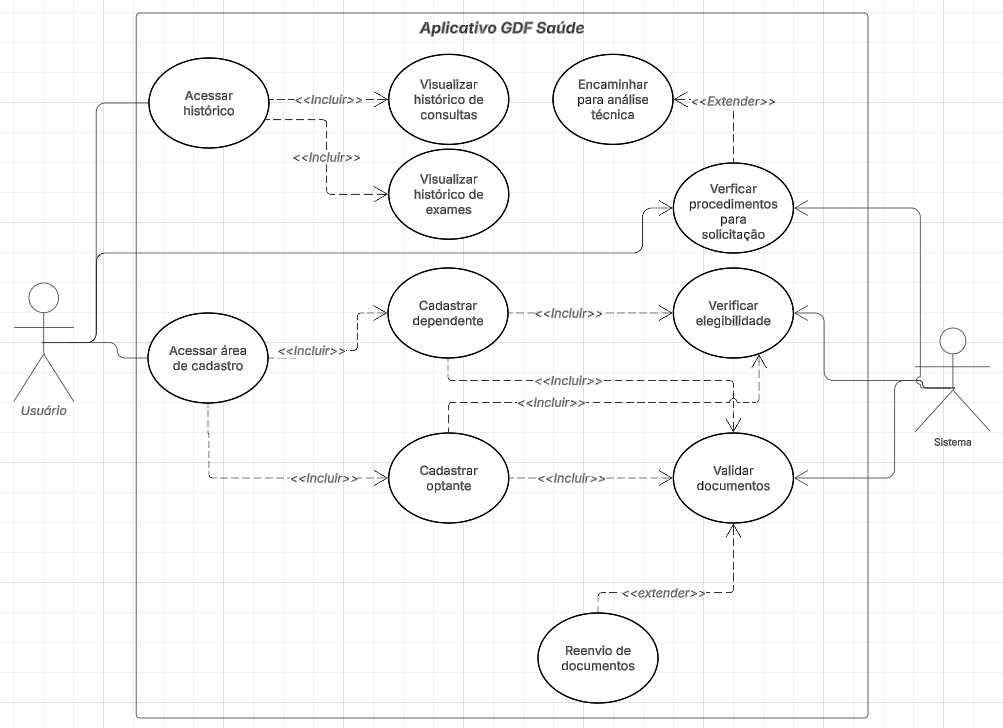 Aplicativo GDF Saúde
Acessar
histórico
<<Incluir>>
Visualizar
histórico de
consultas
Encaminhar
para análise
técnica
<<Extender>>
<<Incluir>>
Visualizar
histórico de
exames
Verficar
procedimentos
para
solicitação
Usuário
Acessar área
de cadastro
<<Incluir>>
Cadastrar
dependente
<<Incluir>>
Verificar
elegibilidade
<<Incluir>>
<<Incluir>>
Sistema
<<Incluir>>
Cadastrar
optante
<<Incluir>>
Validar
documentos
<<extender>>
Reenvio de
documentos